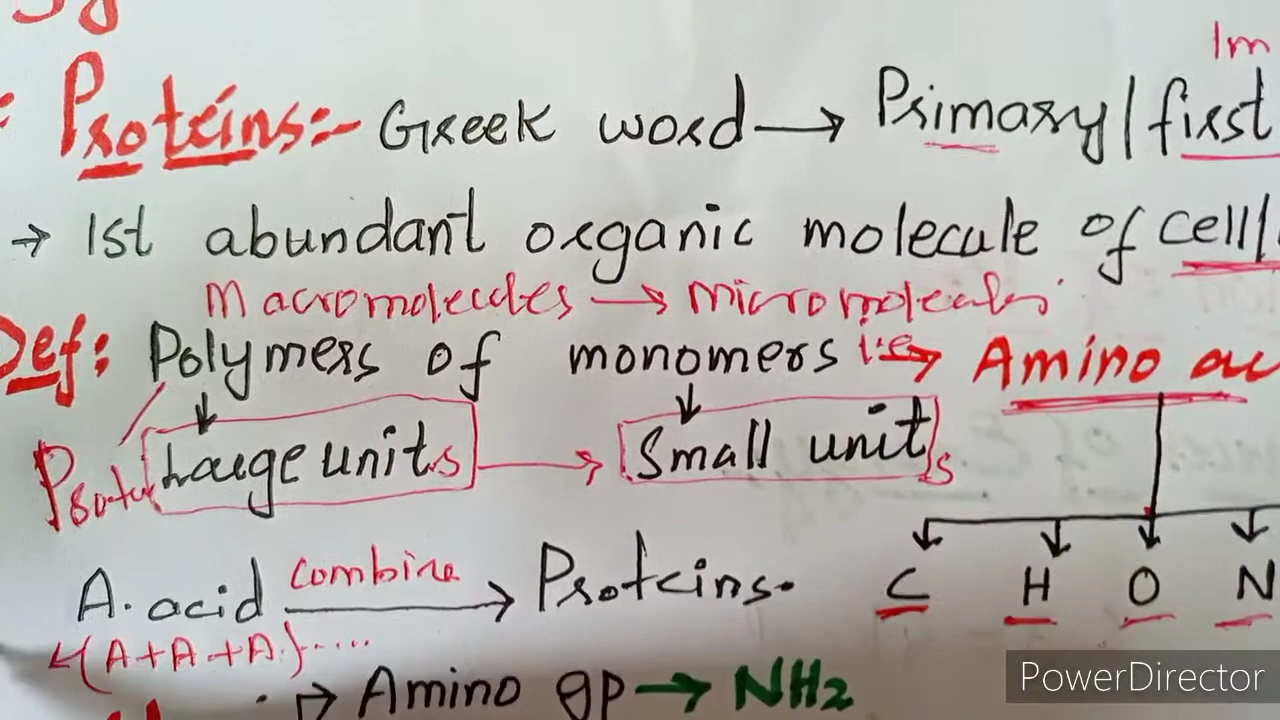 1m
: Proteins:- Greek word → Primary/first
→ 1st abundant organic molecule of cell/
Macromolecules → micromolecules
Def: Polymers of monomers i.e → Amino ac
↓ ↓
Large units → Small units
C H O N
A. acid combine → Proteins.
(A+A+A.).....
→ Amino gp → NH2
PowerDirector